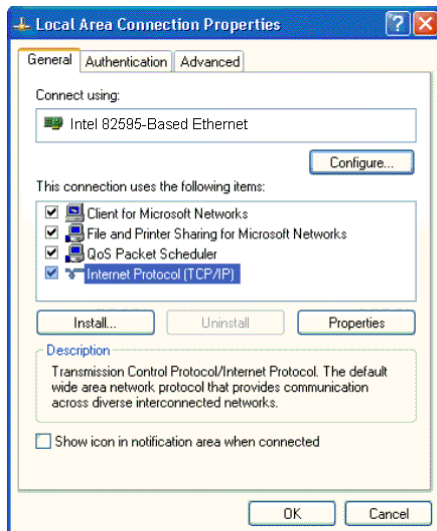 Local Area Connection Properties
General Authentication Advanced
Connect using:
Intel 82595-Based Ethernet
Configure...
This connection uses the following items:
Client for Microsoft Networks
File and Printer Sharing for Microsoft Networks
QoS Packet Scheduler
Internet Protocol (TCP/IP)
Install... Uninstall Properties
Description
Transmission Control Protocol/Internet Protocol. The default
wide area network protocol that provides communication
across diverse interconnected networks.
Show icon in notification area when connected
OK Cancel